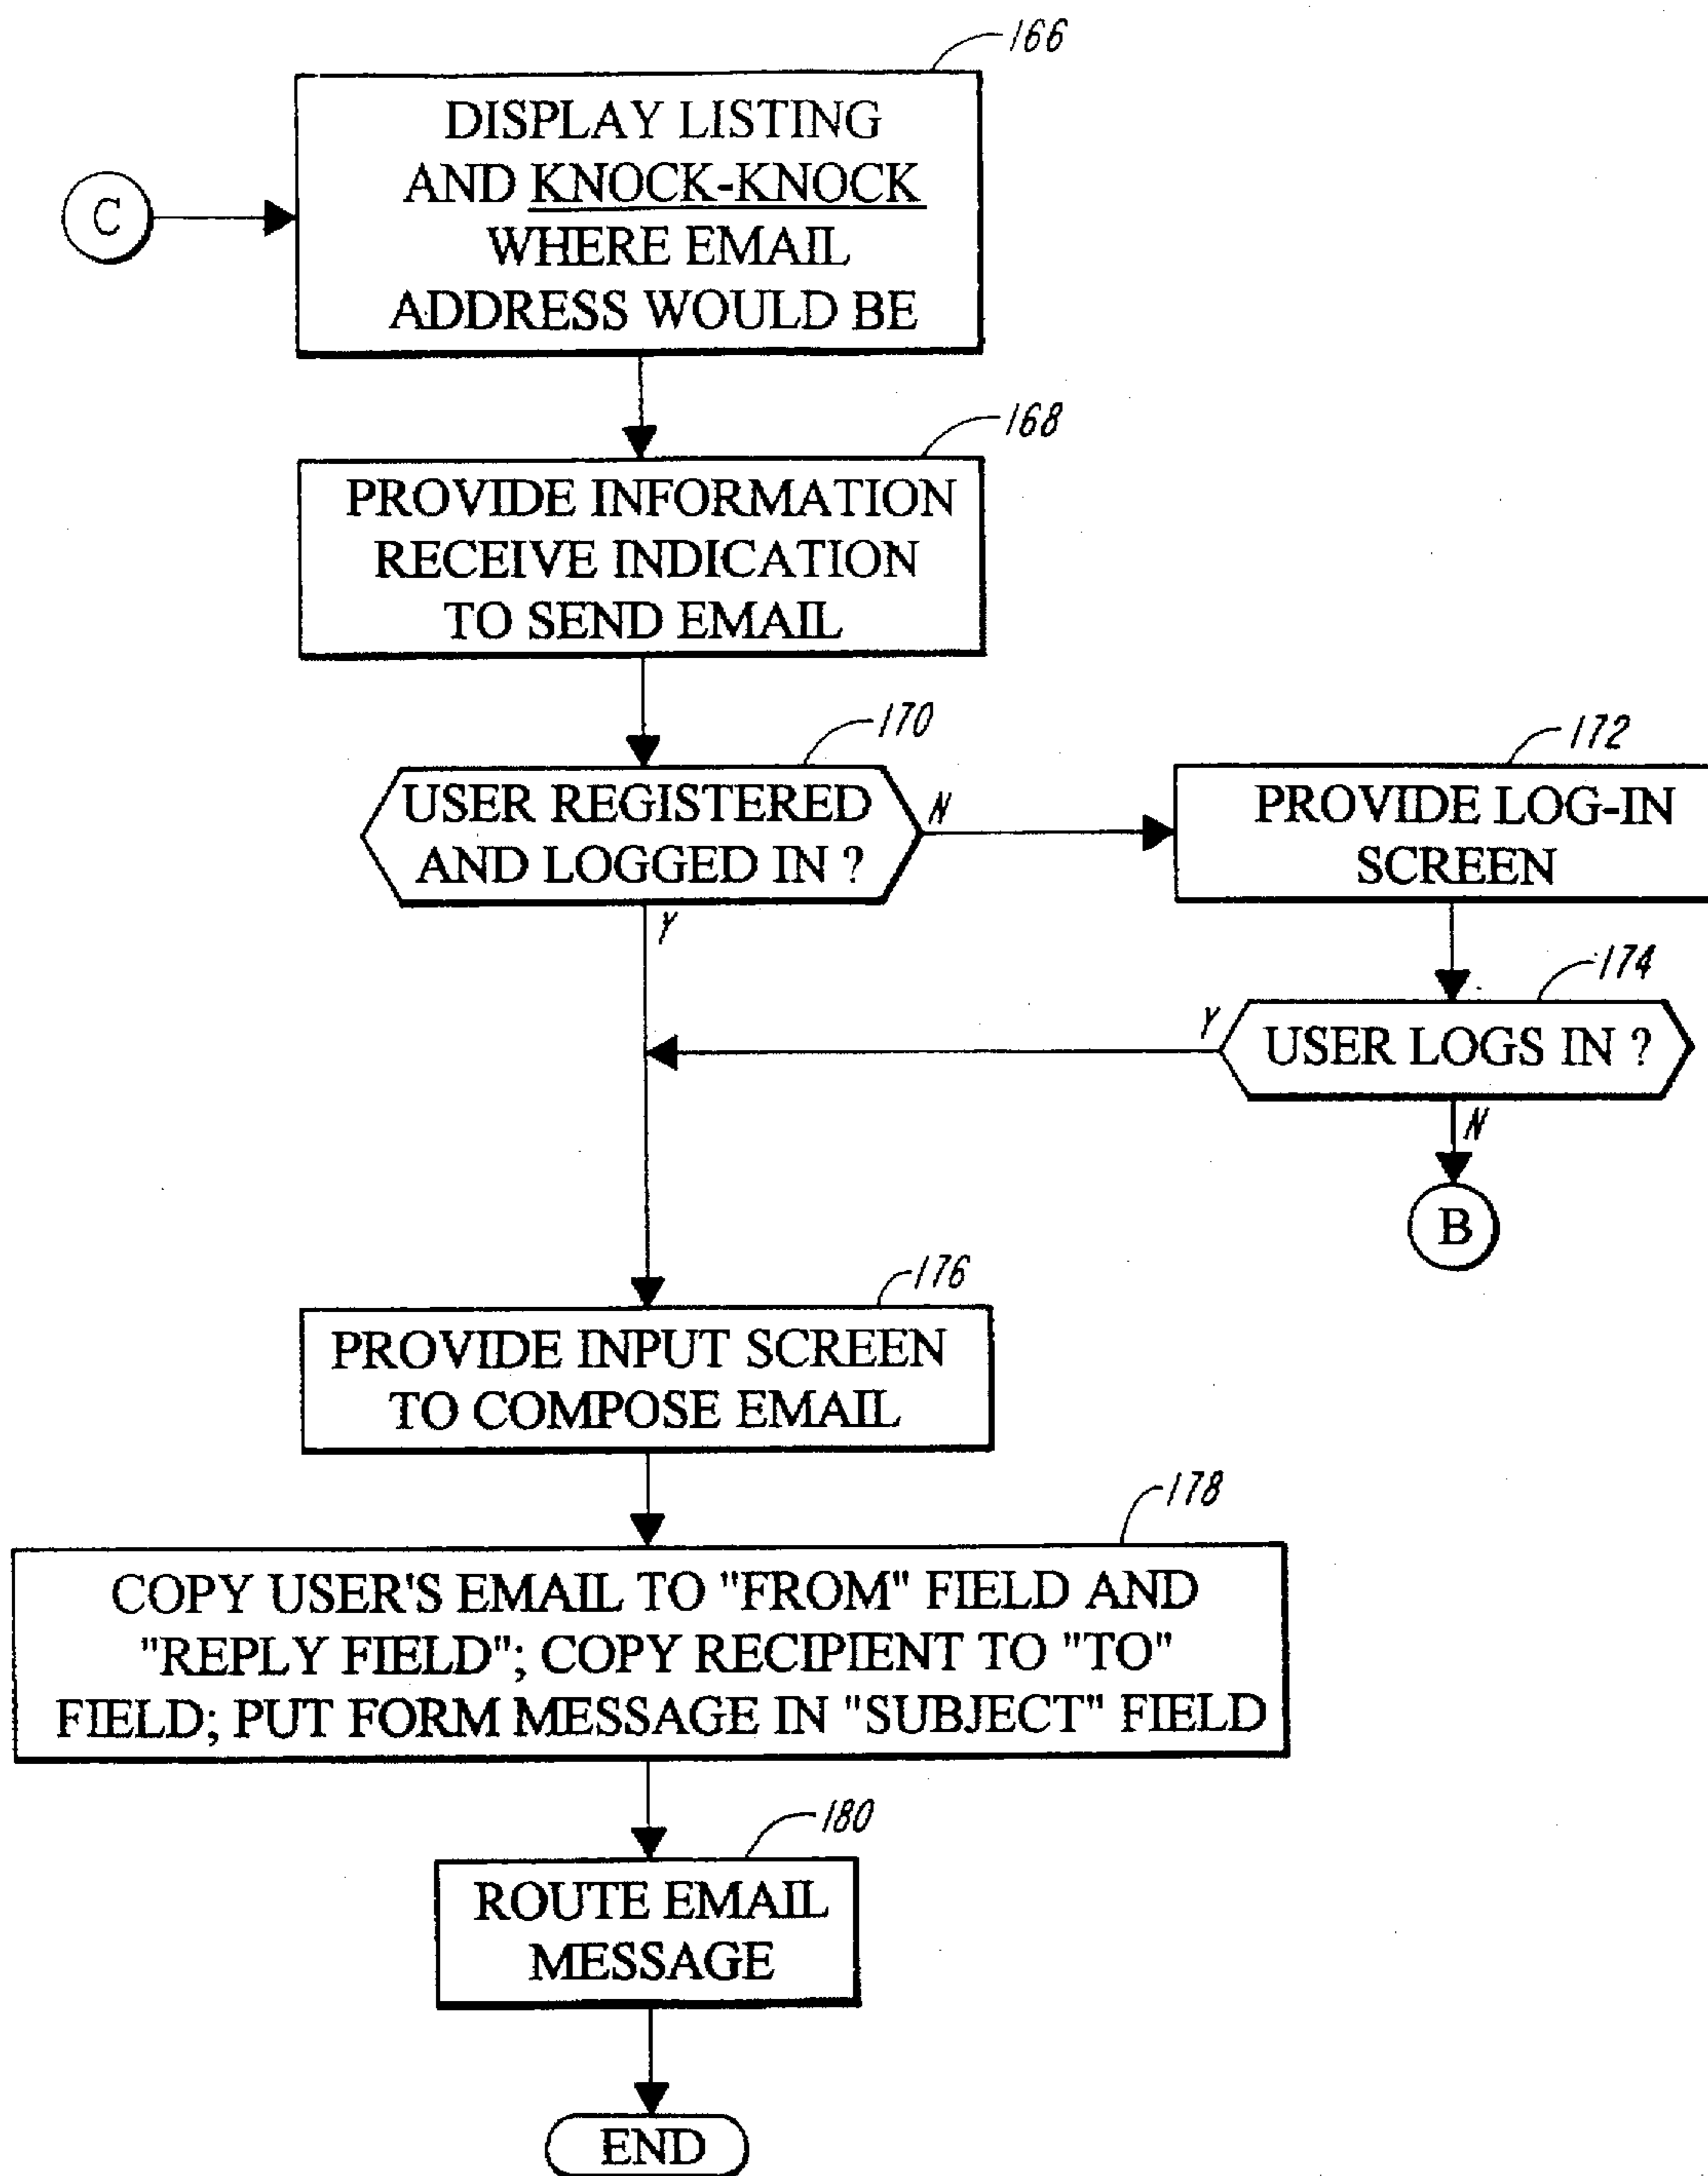 166
DISPLAY LISTING
AND KNOCK-KNOCK
WHERE EMAIL
ADDRESS WOULD BE
C
168
PROVIDE INFORMATION
RECEIVE INDICATION
TO SEND EMAIL
170
USER REGISTERED
AND LOGGED IN ?
N
Y
172
PROVIDE LOG-IN
SCREEN
174
USER LOGS IN ?
Y
N
B
176
PROVIDE INPUT SCREEN
TO COMPOSE EMAIL
178
COPY USER'S EMAIL TO "FROM" FIELD AND
"REPLY FIELD"; COPY RECIPIENT TO "TO"
FIELD; PUT FORM MESSAGE IN "SUBJECT" FIELD
180
ROUTE EMAIL
MESSAGE
END